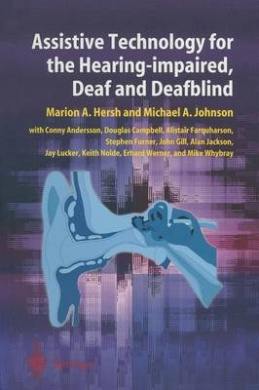 Assistive Technology for
the Hearing-impaired,
Deaf and Deafblind
Marion A. Hersh and Michael A. Johnson
with Conny Andersson, Douglas Campbell, Alistair Farquharson,
Stephen Furner, John Gill, Alan Jackson,
Jay Lucker, Keith Nolde, Erhard Werner, and Mike Whybray
Springer